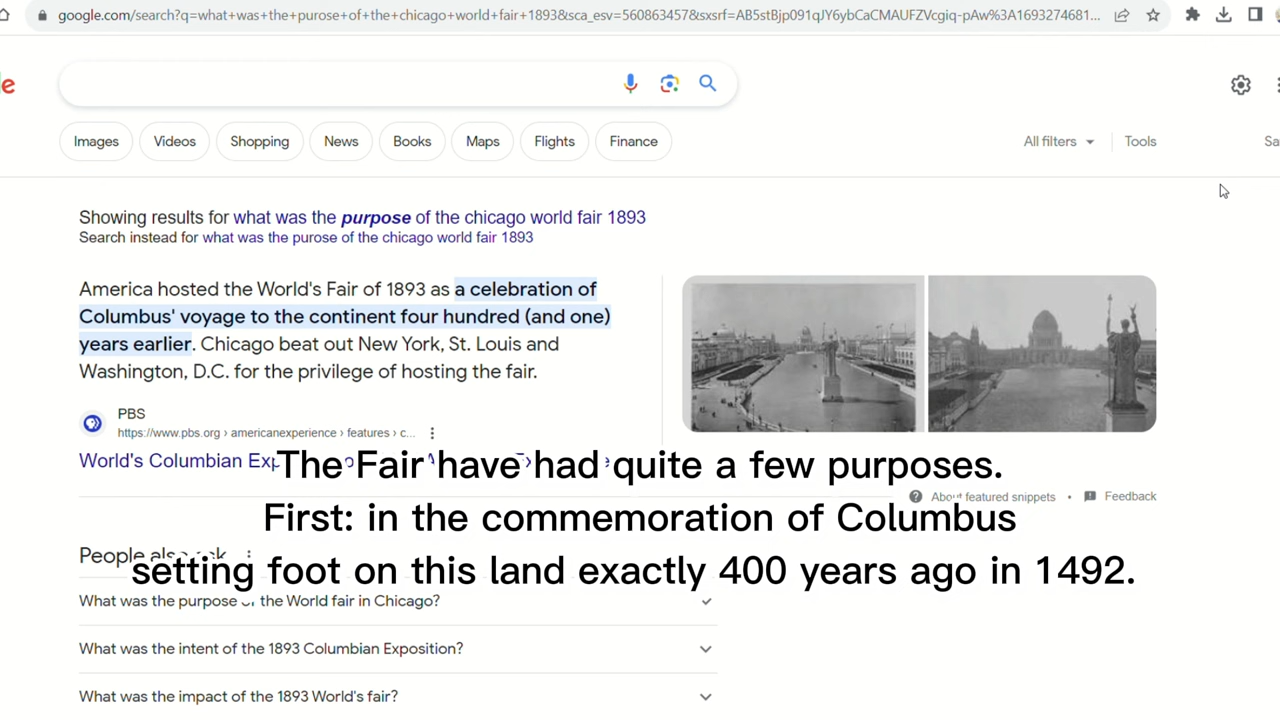 google.com/search?q=what+was+the+purose+of+the+chicago+world+fair+1893&sca_esv=560863457&sxsrf=AB5stBjp091qJY6ybCaCMAUFZVcgiq-pAw%3A1693274681...
Images Videos Shopping News Books Maps Flights Finance All filters Tools
Showing results for what was the purpose of the chicago world fair 1893
Search instead for what was the purose of the chicago world fair 1893
America hosted the World's Fair of 1893 as a celebration of
Columbus' voyage to the continent four hundred (and one)
years earlier. Chicago beat out New York, St. Louis and
Washington, D.C. for the privilege of hosting the fair.
PBS
https://www.pbs.org › americanexperience › features › c...
World's Columbian
The Fair have had quite a few purposes.
About featured snippets • Feedback
First: in the commemoration of Columbus
People also ask
setting foot on this land exactly 400 years ago in 1492.
What was the purpose of the World fair in Chicago?
What was the intent of the 1893 Columbian Exposition?
What was the impact of the 1893 World's fair?